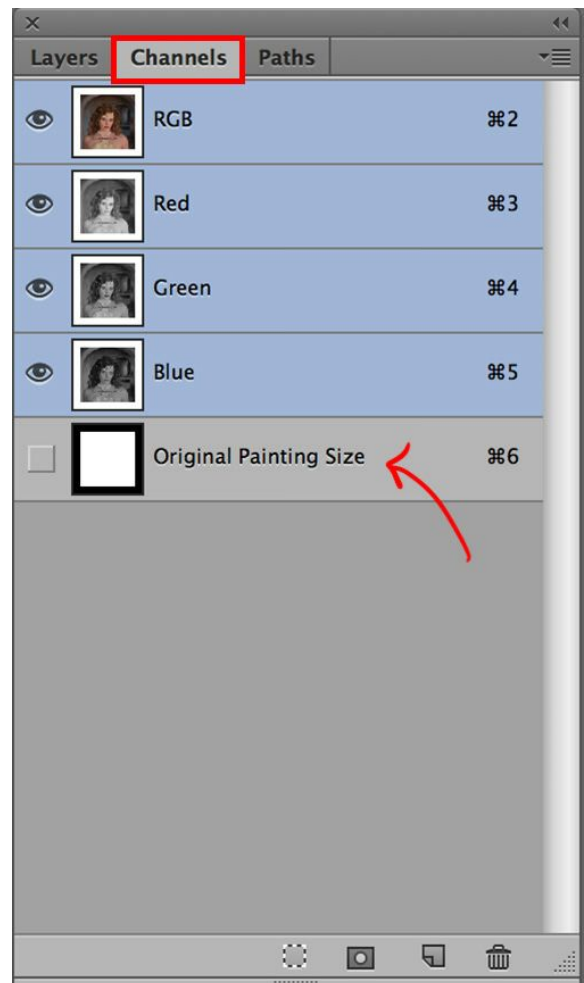 Layers Channels Paths
RGB ⌘2
Red ⌘3
Green ⌘4
Blue ⌘5
Original Painting Size ⌘6